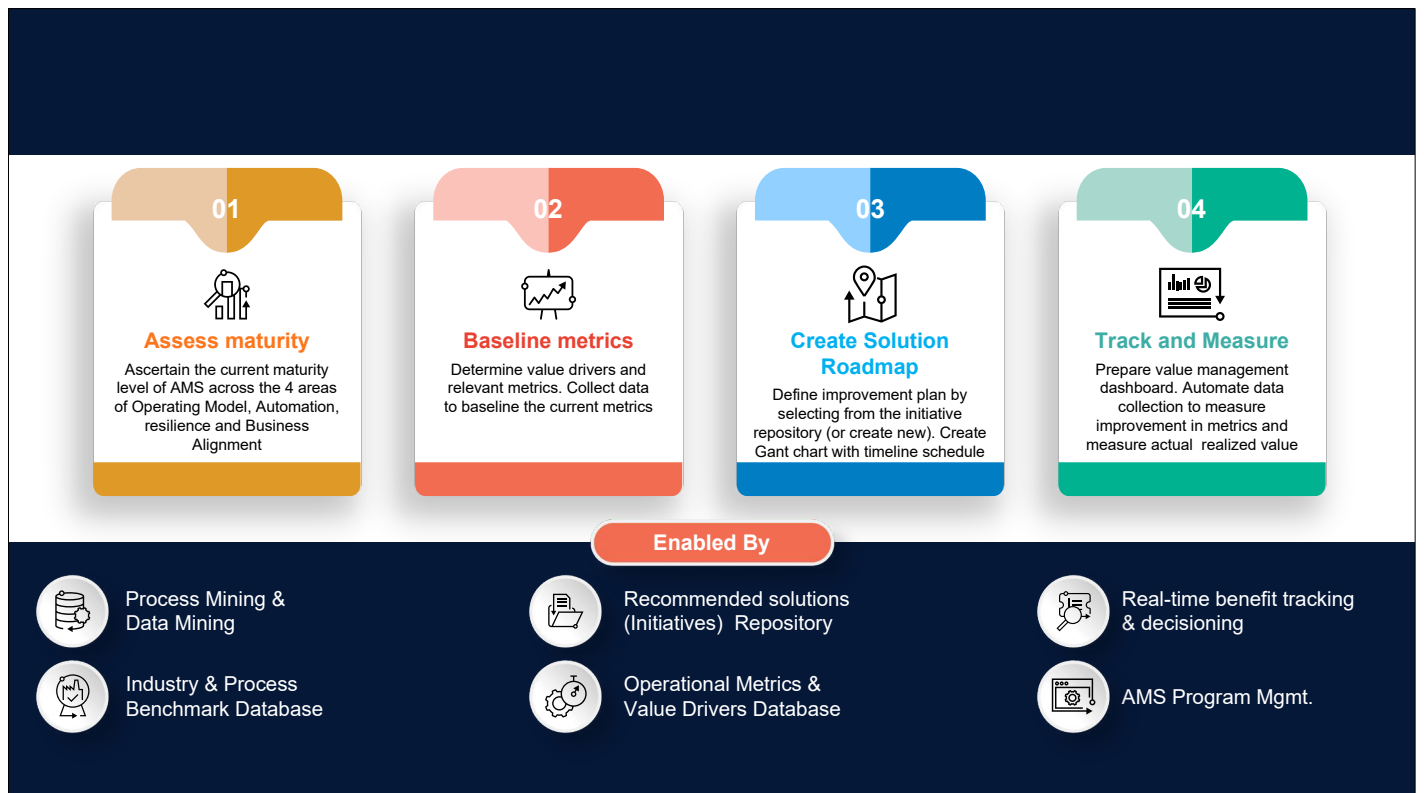 01
Assess maturity
Ascertain the current maturity
level of AMS across the 4 areas
of Operating Model, Automation,
resilience and Business
Alignment
02
Baseline metrics
Determine value drivers and
relevant metrics. Collect data
to baseline the current metrics
03
Create Solution
Roadmap
Define improvement plan by
selecting from the initiative
repository (or create new). Create
Gant chart with timeline schedule
04
Track and Measure
Prepare value management
dashboard. Automate data
collection to measure
improvement in metrics and
measure actual  realized value
Enabled By
Process Mining &
Data Mining
Industry & Process
Benchmark Database
Recommended solutions
(Initiatives)  Repository
Operational Metrics &
Value Drivers Database
Real-time benefit tracking
& decisioning
AMS Program Mgmt.